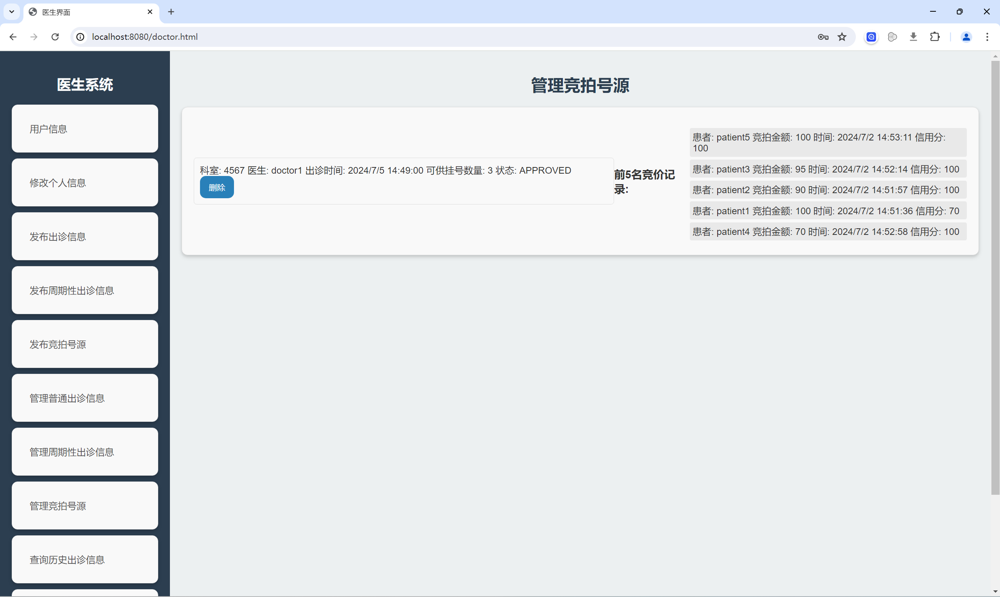 医生界面
localhost:8080/doctor.html
医生系统
用户信息
修改个人信息
发布出诊信息
发布周期性出诊信息
发布竞拍号源
管理普通出诊信息
管理周期性出诊信息
管理竞拍号源
查询历史出诊信息
管理竞拍号源
科室: 4567 医生: doctor1 出诊时间: 2024/7/5 14:49:00 可供挂号数量: 3 状态: APPROVED
删除
前5名竞价记
录:
患者: patient5 竞拍金额: 100 时间: 2024/7/2 14:53:11 信用分:
100
患者: patient3 竞拍金额: 95 时间: 2024/7/2 14:52:14 信用分: 100
患者: patient2 竞拍金额: 90 时间: 2024/7/2 14:51:57 信用分: 100
患者: patient1 竞拍金额: 100 时间: 2024/7/2 14:51:36 信用分: 70
患者: patient4 竞拍金额: 70 时间: 2024/7/2 14:52:58 信用分: 100